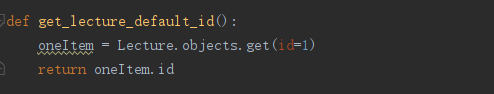 def get_lecture_default_id():
    oneItem = Lecture.objects.get(id=1)
    return oneItem.id